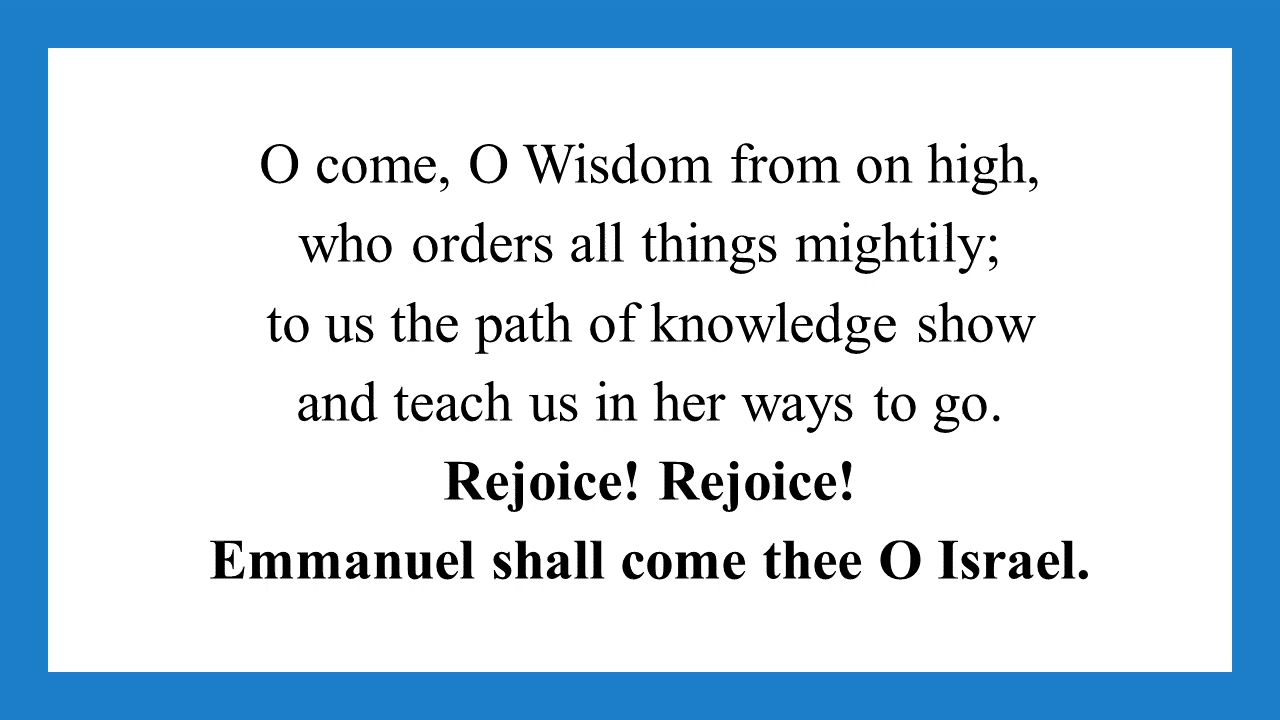 O come, O Wisdom from on high,
who orders all things mightily;
to us the path of knowledge show
and teach us in her ways to go.
Rejoice! Rejoice!
Emmanuel shall come thee O Israel.